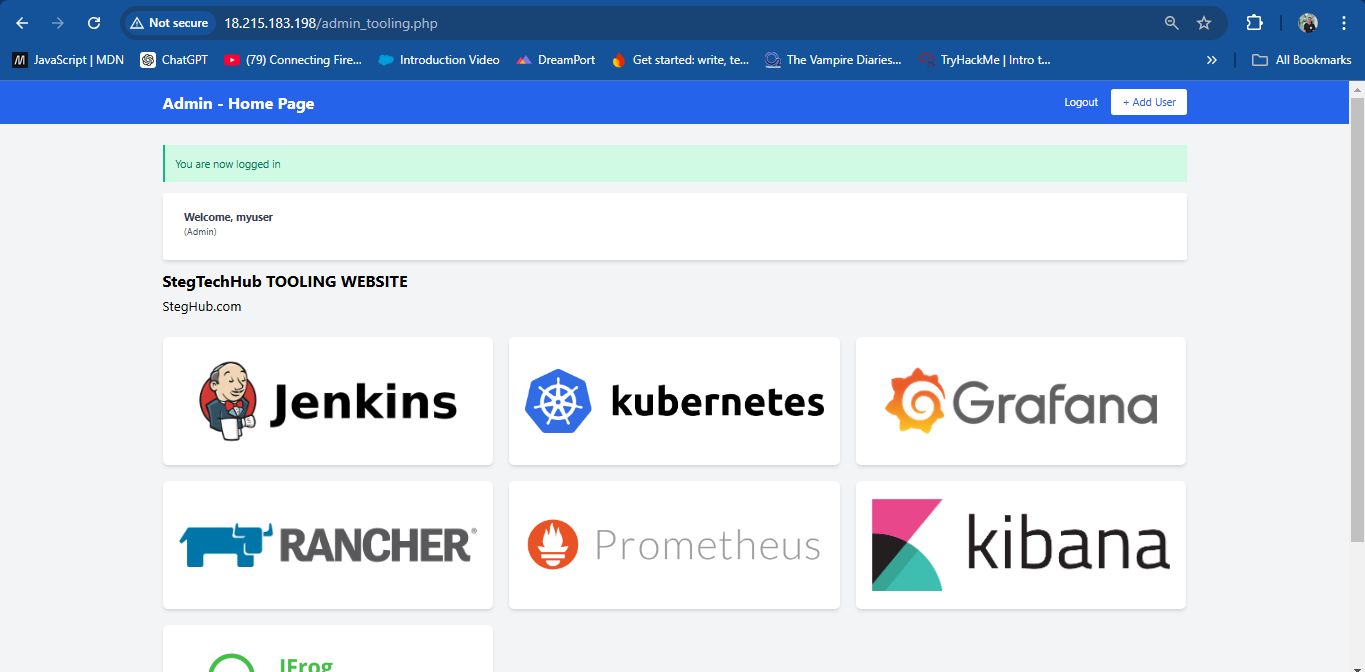 Not secure 18.215.183.198/admin_tooling.php
JavaScript | MDN ChatGPT (79) Connecting Fire... Introduction Video DreamPort Get started: write, te... The Vampire Diaries... TryHackMe | Intro t... » All Bookmarks
Admin - Home Page Logout + Add User
You are now logged in
Welcome, myuser
(Admin)
StegTechHub TOOLING WEBSITE
StegHub.com
Jenkins kubernetes Grafana
RANCHER® Prometheus kibana
JFrog